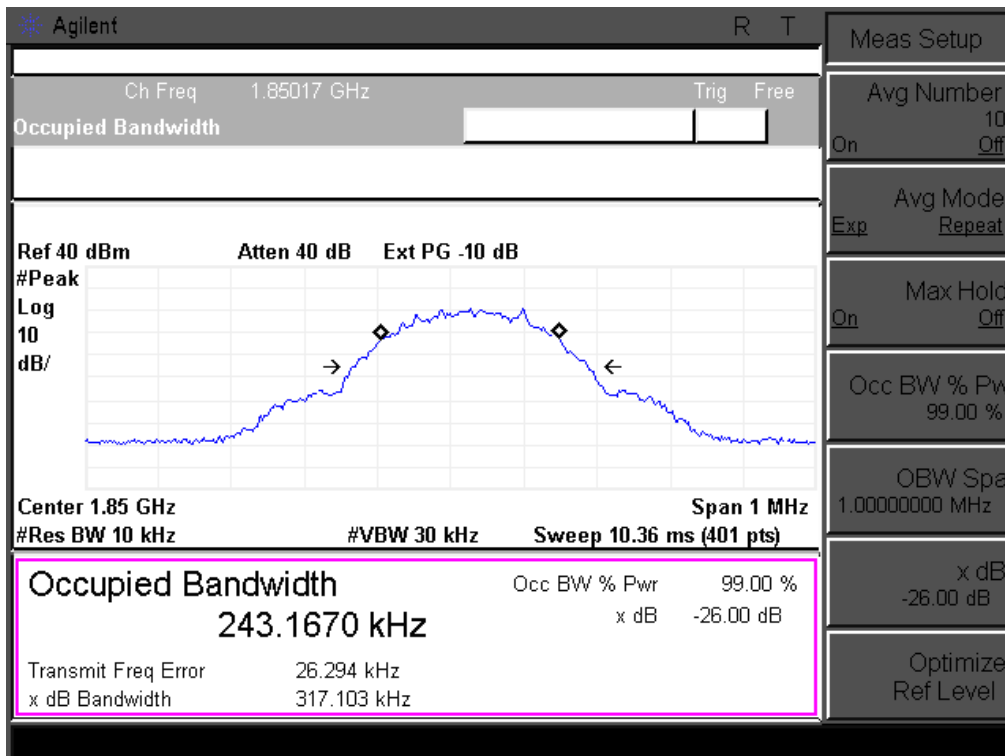 Agilent R T
Ch Freq 1.85017 GHz Trig Free
Occupied Bandwidth
Ref 40 dBm Atten 40 dB Ext PG -10 dB
#Peak
Log
10
dB/
Center 1.85 GHz Span 1 MHz
#Res BW 10 kHz #VBW 30 kHz Sweep 10.36 ms (401 pts)
Occupied Bandwidth
243.1670 kHz
Occ BW % Pwr 99.00 %
x dB -26.00 dB
Transmit Freq Error 26.294 kHz
x dB Bandwidth 317.103 kHz
Meas Setup
Avg Number
10
On Off
Avg Mode
Exp Repeat
Max Hold
On Off
Occ BW % Pw
99.00 %
OBW Spa
1.00000000 MHz
x dB
-26.00 dB
Optimize
Ref Level